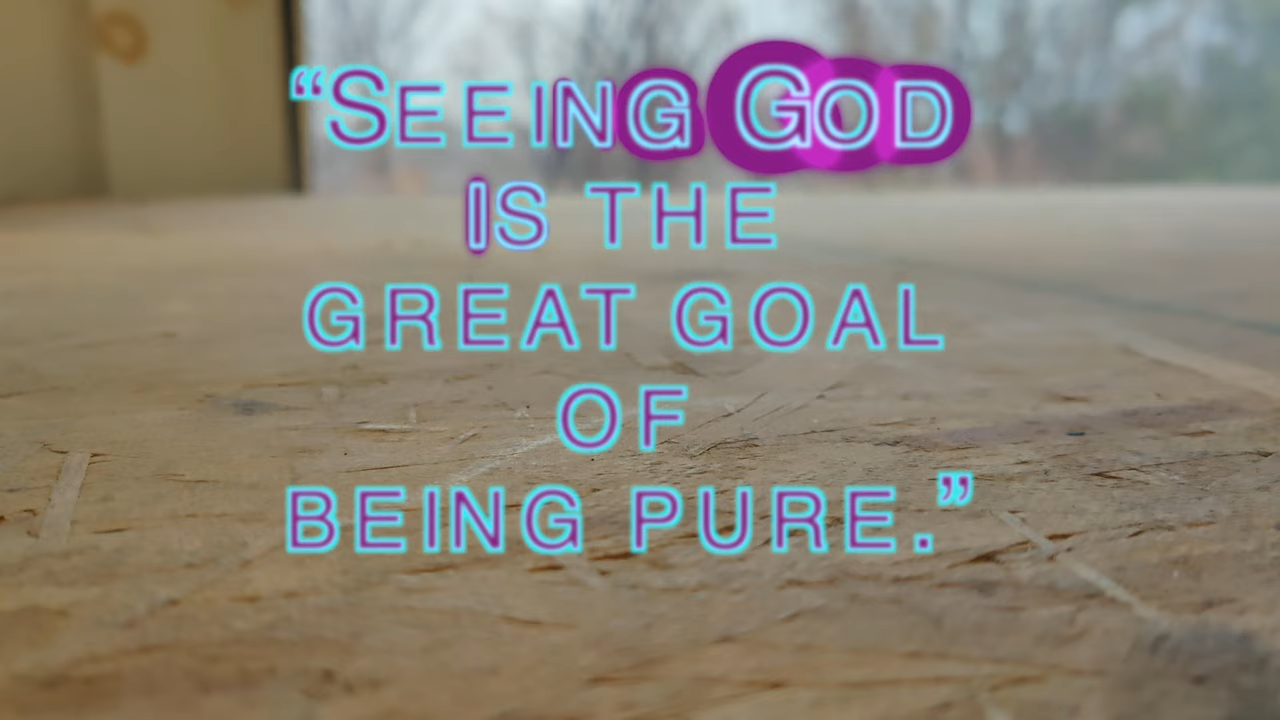 “SEEING GOD
IS THE
GREAT GOAL
OF
BEING PURE.”